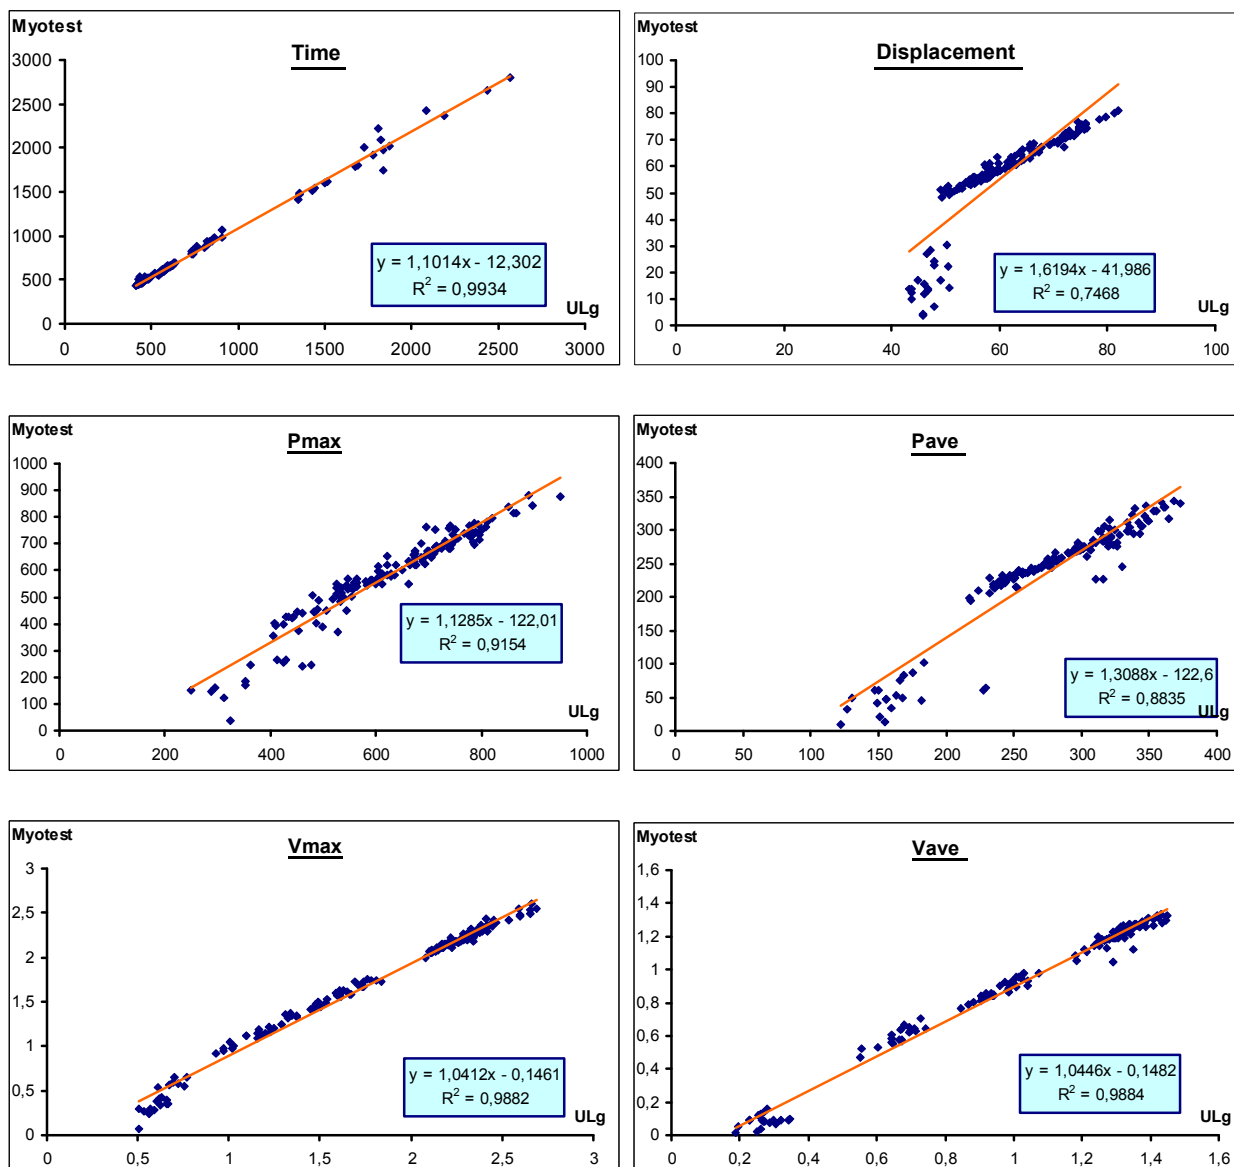 Myotest
Time
3000
2500
2000
1500
1000
500
0
y = 1,1014x - 12,302
R² = 0,9934
ULg
0 500 1000 1500 2000 2500 3000
Myotest
Displacement
100
90
80
70
60
50
40
30
20
10
0
y = 1,6194x - 41,986
R² = 0,7468
ULg
0 20 40 60 80 100
Myotest
Pmax
1000
900
800
700
600
500
400
300
200
100
0
y = 1,1285x - 122,01
R² = 0,9154
0 200 400 600 800 1000
Myotest
Pave
400
350
300
250
200
150
100
50
0
y = 1,3088x - 122,6
R² = 0,8835
ULg
0 50 100 150 200 250 300 350 400
Myotest
Vmax
3
2,5
2
1,5
1
0,5
0
y = 1,0412x - 0,1461
R² = 0,9882
ULg
0 0,5 1 1,5 2 2,5 3
Myotest
Vave
1,6
1,4
1,2
1
0,8
0,6
0,4
0,2
0
y = 1,0446x - 0,1482
R² = 0,9884
ULg
0 0,2 0,4 0,6 0,8 1 1,2 1,4 1,6